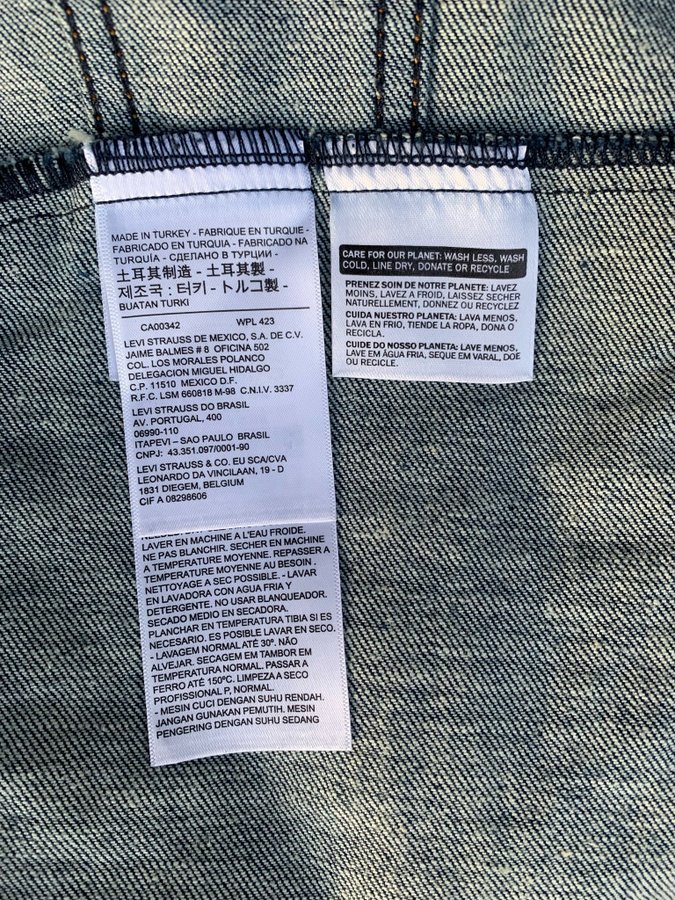 MADE IN TURKEY - FABRIQUE EN TURQUIE -
FABRICADO EN TURQUIA - FABRICADO NA
TURQUÍA - СДЕЛАНО В ТУРЦИИ -
土耳其制造 - 土耳其製 -
제조국 : 터키 - トルコ製 -
BUATAN TURKI
CA00342 WPL 423
LEVI STRAUSS DE MEXICO, S.A. DE C.V.
JAIME BALMES # 8 OFICINA 502
COL. LOS MORALES POLANCO
DELEGACION MIGUEL HIDALGO
C.P. 11510 MEXICO D.F.
R.F.C. LSM 660818 M-98 C.N.I.V. 3337
LEVI STRAUSS DO BRASIL
AV. PORTUGAL, 400
06990-110
ITAPEVI – SAO PAULO BRASIL
CNPJ: 43.351.097/0001-90
LEVI STRAUSS & CO. EU SCA/CVA
LEONARDO DA VINCILAAN, 19 - D
1831 DIEGEM, BELGIUM
CIF A 08298606
LAVER EN MACHINE A L'EAU FROIDE.
NE PAS BLANCHIR. SECHER EN MACHINE
A TEMPERATURE MOYENNE. REPASSER A
TEMPERATURE MOYENNE AU BESOIN .
NETTOYAGE A SEC POSSIBLE. - LAVAR
EN LAVADORA CON AGUA FRIA Y
DETERGENTE. NO USAR BLANQUEADOR.
SECADO MEDIO EN SECADORA.
PLANCHAR EN TEMPERATURA TIBIA SI ES
NECESARIO. ES POSIBLE LAVAR EN SECO.
- LAVAGEM NORMAL ATÉ 30°. NÃO
ALVEJAR. SECAGEM EM TAMBOR EM
TEMPERATURA NORMAL. PASSAR A
FERRO ATÉ 150ºC. LIMPEZA A SECO
PROFISSIONAL P, NORMAL.
- MESIN CUCI DENGAN SUHU RENDAH.
JANGAN GUNAKAN PEMUTIH. MESIN
PENGERING DENGAN SUHU SEDANG
CARE FOR OUR PLANET: WASH LESS, WASH
COLD, LINE DRY, DONATE OR RECYCLE
PRENEZ SOIN DE NOTRE PLANETE: LAVEZ
MOINS, LAVEZ A FROID, LAISSEZ SECHER
NATURELLEMENT, DONNEZ OU RECYCLEZ
CUIDA NUESTRO PLANETA: LAVA MENOS,
LAVA EN FRIO, TIENDE LA ROPA, DONA O
RECICLA.
CUIDE DO NOSSO PLANETA: LAVE MENOS,
LAVE EM ÁGUA FRIA, SEQUE EM VARAL, DOE
OU RECICLE.